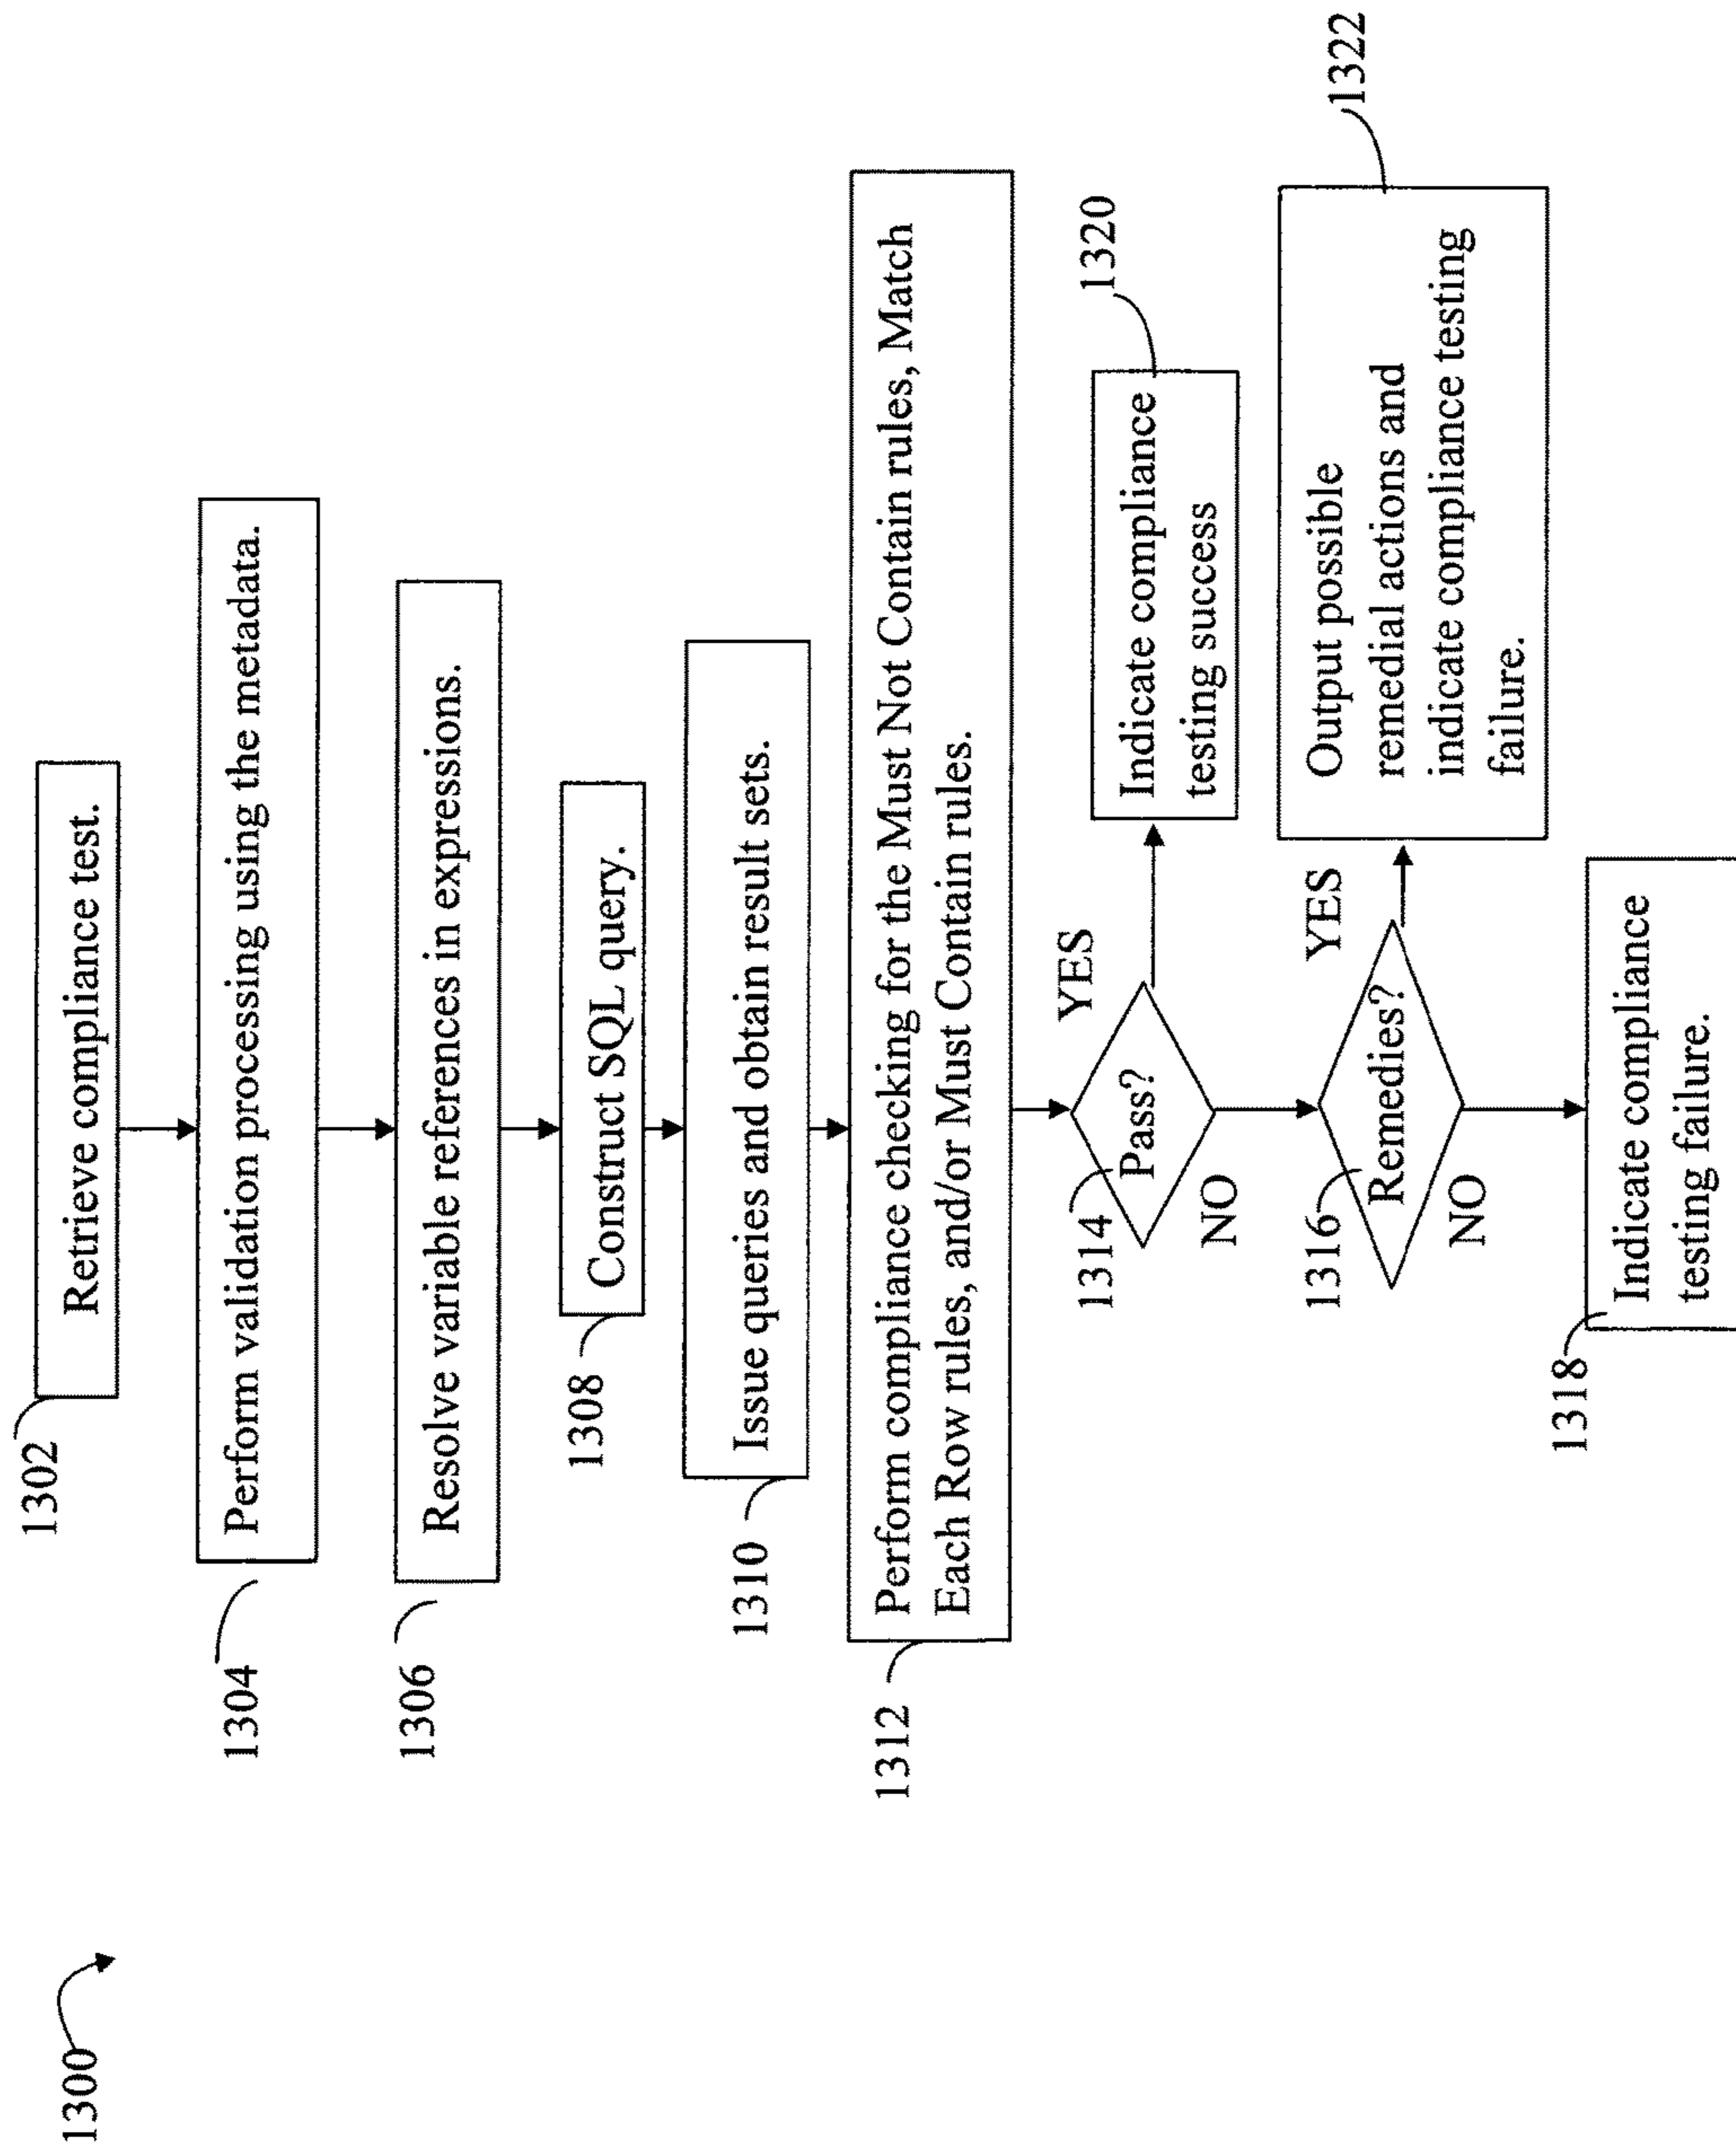 1300
1302
Retrieve compliance test.
1304
Perform validation processing using the metadata.
1306
Resolve variable references in expressions.
1308
Construct SQL query.
1310
Issue queries and obtain result sets.
1312
Perform compliance checking for the Must Not Contain rules, Match
Each Row rules, and/or Must Contain rules.
1314
Pass?
YES
NO
1320
Indicate compliance
testing success
1316
Remedies?
YES
NO
1322
Output possible
remedial actions and
indicate compliance testing
failure.
1318
Indicate compliance
testing failure.